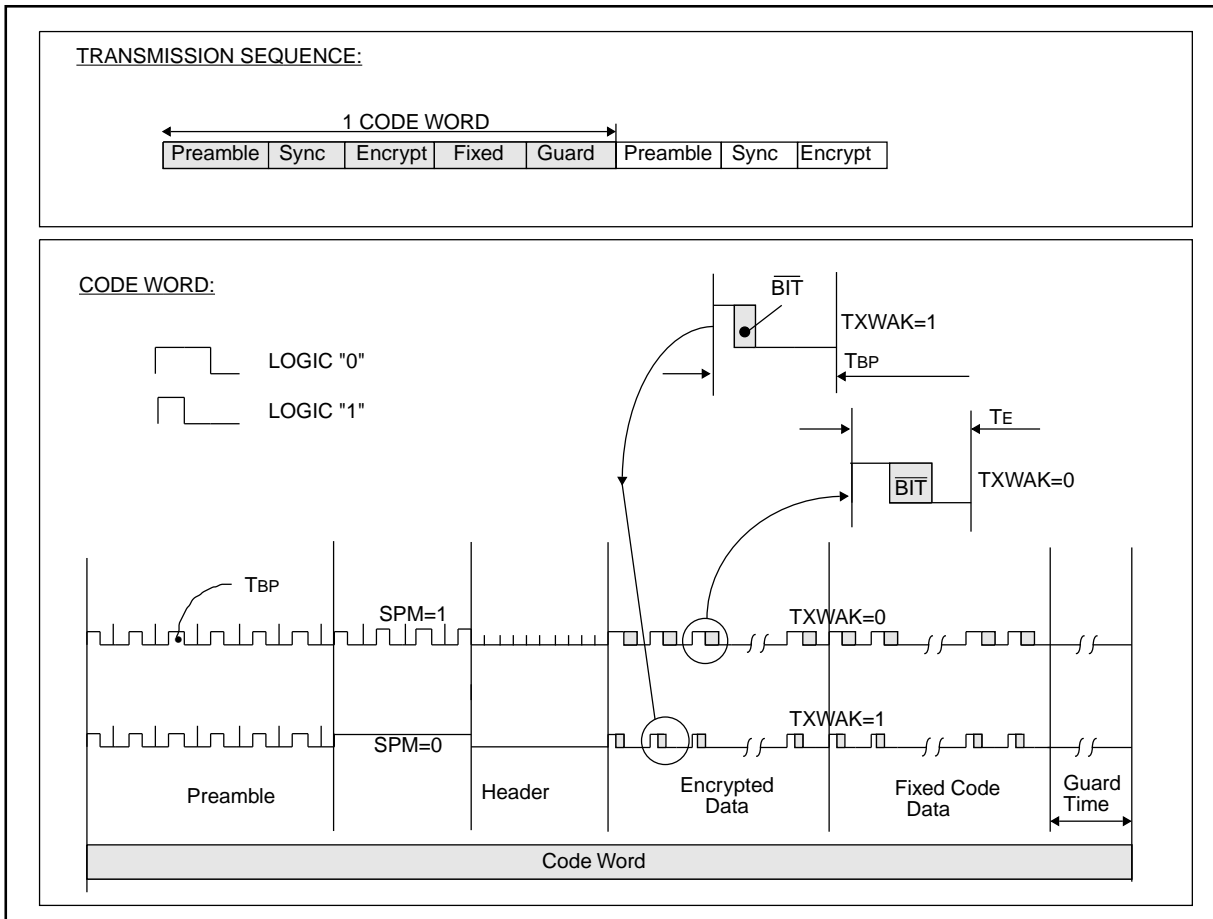 TRANSMISSION SEQUENCE:
1 CODE WORD
Preamble Sync Encrypt Fixed Guard Preamble Sync Encrypt
CODE WORD:
LOGIC "0"
LOGIC "1"
BIT
TXWAK=1
TBP
TE
BIT
TXWAK=0
TBP
SPM=1
TXWAK=0
SPM=0
TXWAK=1
Preamble
Header
Encrypted
Data
Fixed Code
Data
Guard
Time
Code Word